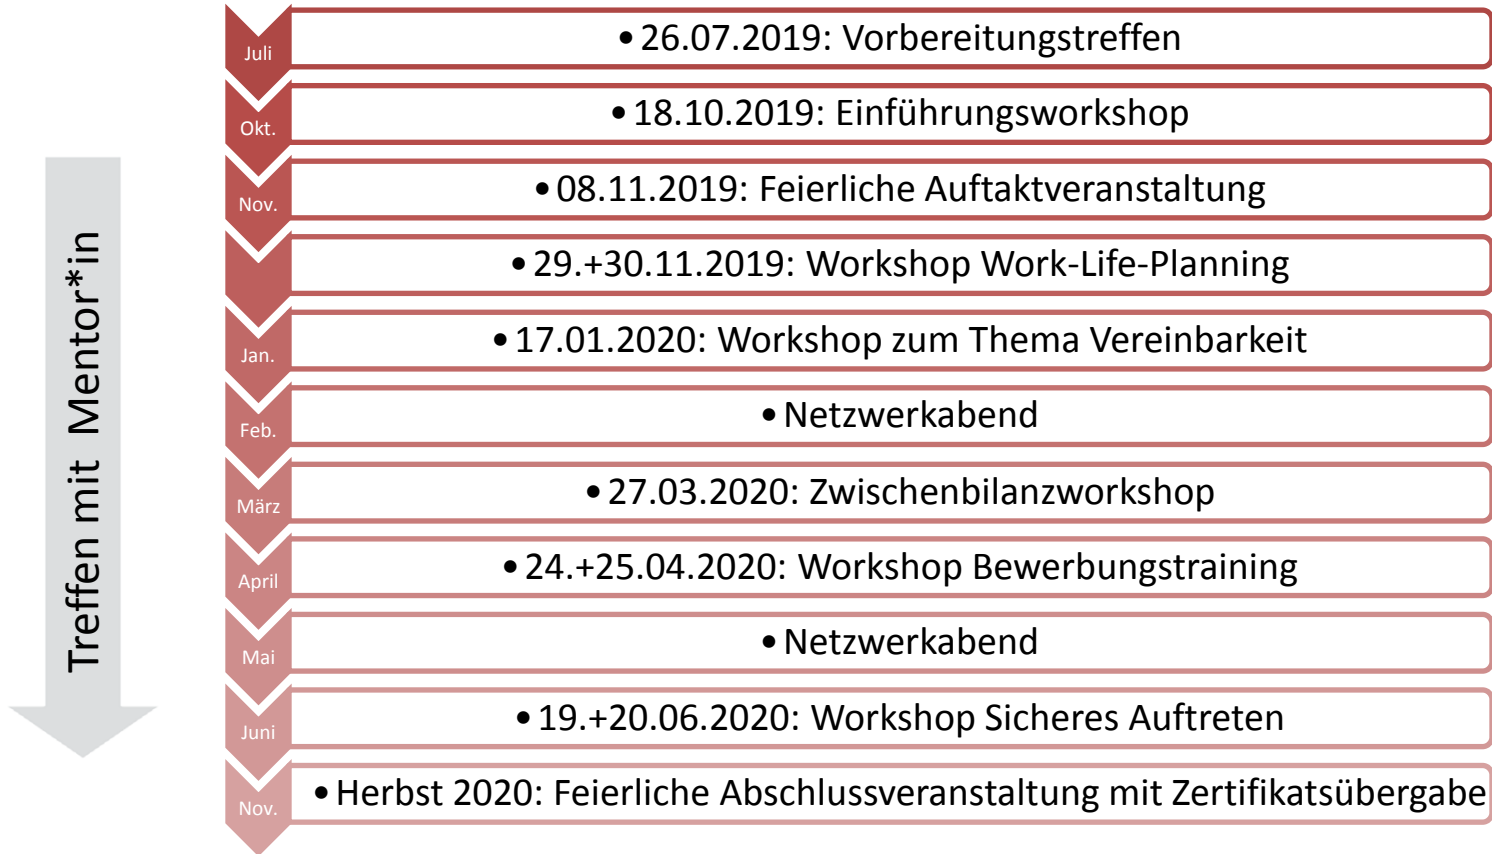 Treffen mit Mentor*in
Juli
• 26.07.2019: Vorbereitungstreffen
Okt.
• 18.10.2019: Einführungsworkshop
Nov.
• 08.11.2019: Feierliche Auftaktveranstaltung
• 29.+30.11.2019: Workshop Work-Life-Planning
Jan.
• 17.01.2020: Workshop zum Thema Vereinbarkeit
Feb.
• Netzwerkabend
März
• 27.03.2020: Zwischenbilanzworkshop
April
• 24.+25.04.2020: Workshop Bewerbungstraining
Mai
• Netzwerkabend
Juni
• 19.+20.06.2020: Workshop Sicheres Auftreten
Nov.
• Herbst 2020: Feierliche Abschlussveranstaltung mit Zertifikatsübergabe